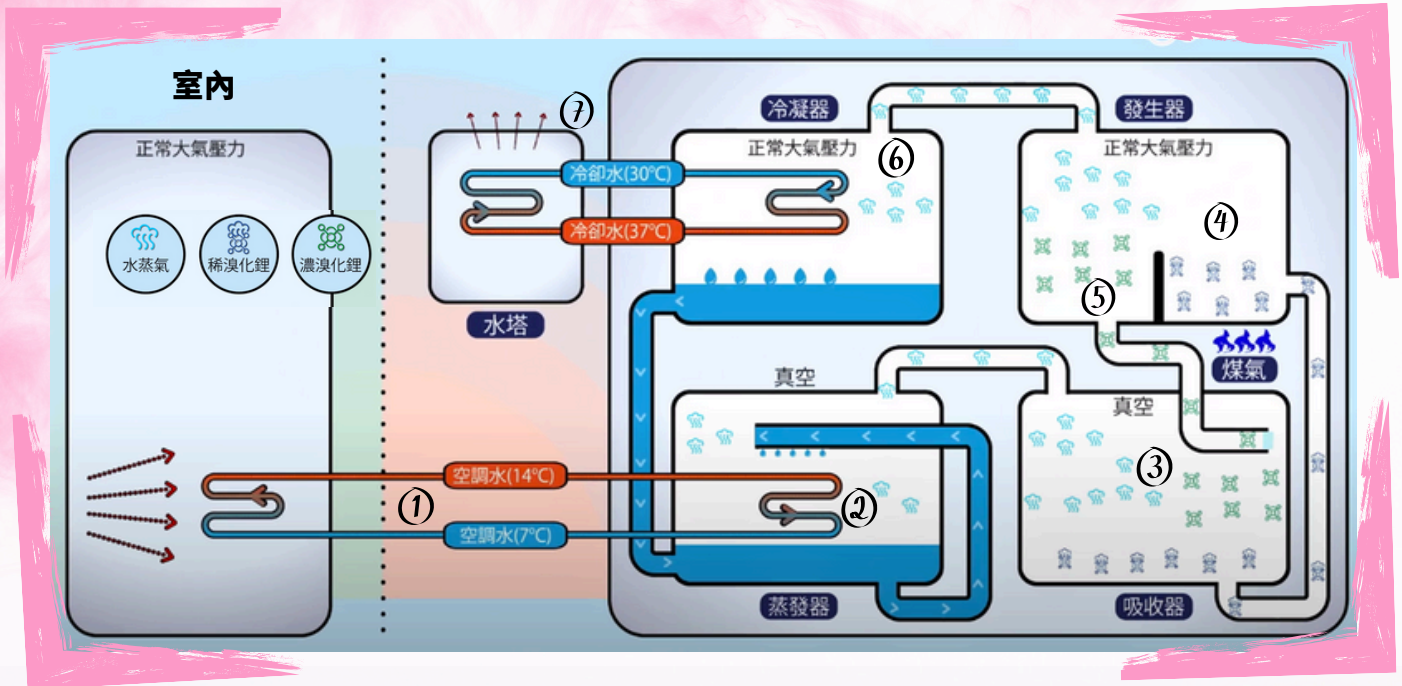 室內
正常大氣壓力
水蒸氣
稀溴化鋰
濃溴化鋰
⑦
水塔
冷卻水(30℃)
冷卻水(37℃)
冷凝器
正常大氣壓力
⑥
發生器
正常大氣壓力
④
⑤
煤氣
①
空調水(14℃)
空調水(7℃)
真空
②
蒸發器
真空
③
吸收器